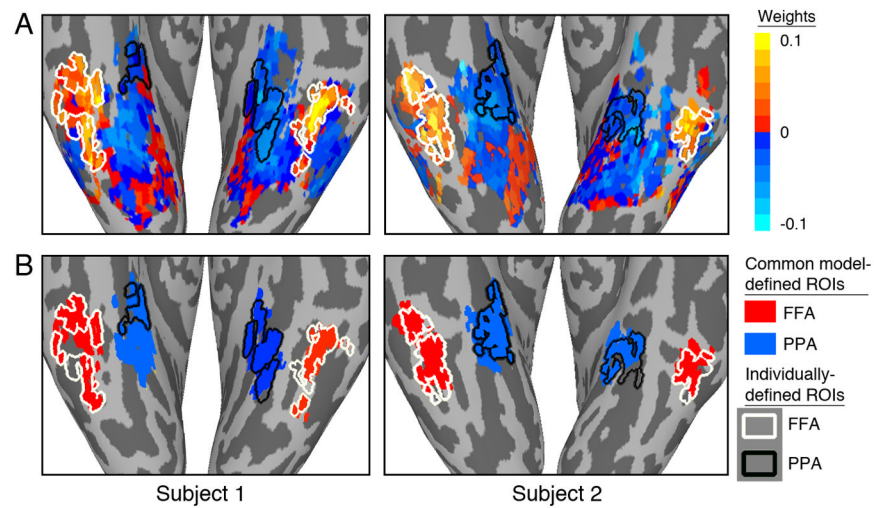 A
Weights
0.1
0
-0.1
B
Common model-
defined ROIs
FFA
PPA
Individually-
defined ROIs
FFA
PPA
Subject 1
Subject 2